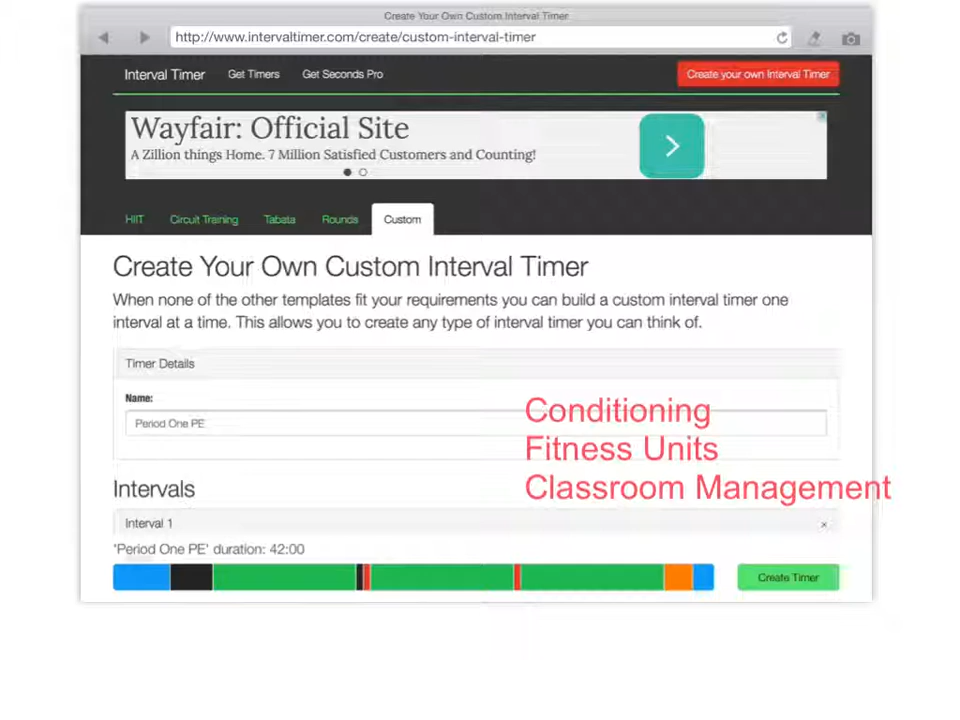 Create Your Own Custom Interval Timer
http://www.intervaltimer.com/create/custom-interval-timer
Interval Timer Get Timers Get Seconds Pro Create your own Interval Timer
Wayfair: Official Site
A Zillion things Home. 7 Million Satisfied Customers and Counting!
HIIT Circuit Training Tabata Rounds Custom
Create Your Own Custom Interval Timer
When none of the other templates fit your requirements you can build a custom interval timer one
interval at a time. This allows you to create any type of interval timer you can think of.
Timer Details
Name:
Period One PE
Conditioning
Fitness Units
Classroom Management
Intervals
Interval 1 ×
'Period One PE' duration: 42:00
Create Timer